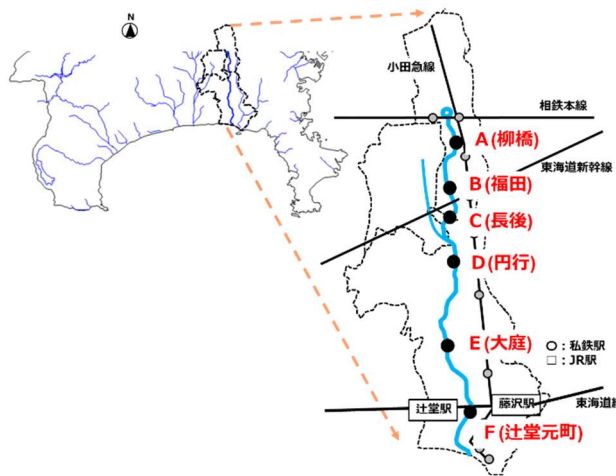 N
小田急線
相鉄本線
A (柳橋)
東海道新幹線
B (福田)
C (長後)
D (円行)
E (大庭)
○：私鉄駅
□：JR駅
辻堂駅
藤沢駅
東海道線
F (辻堂元町)